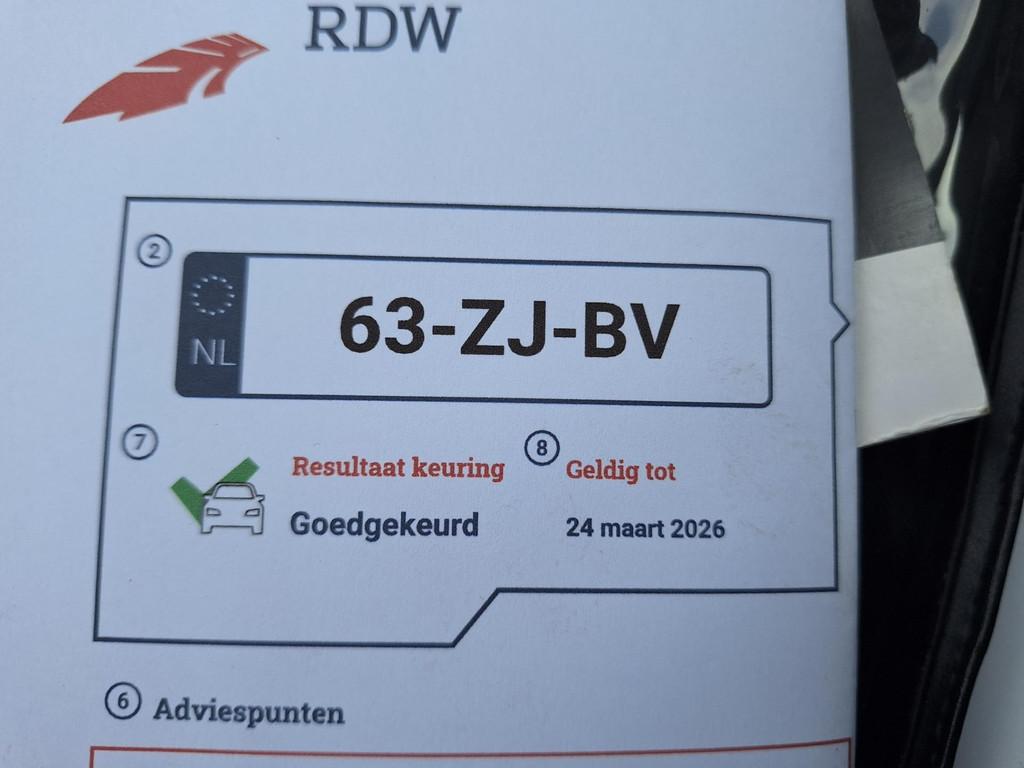 RDW
2
NL
63-ZJ-BV
7
Resultaat keuring
Goedgekeurd
8
Geldig tot
24 maart 2026
6 Adviespunten